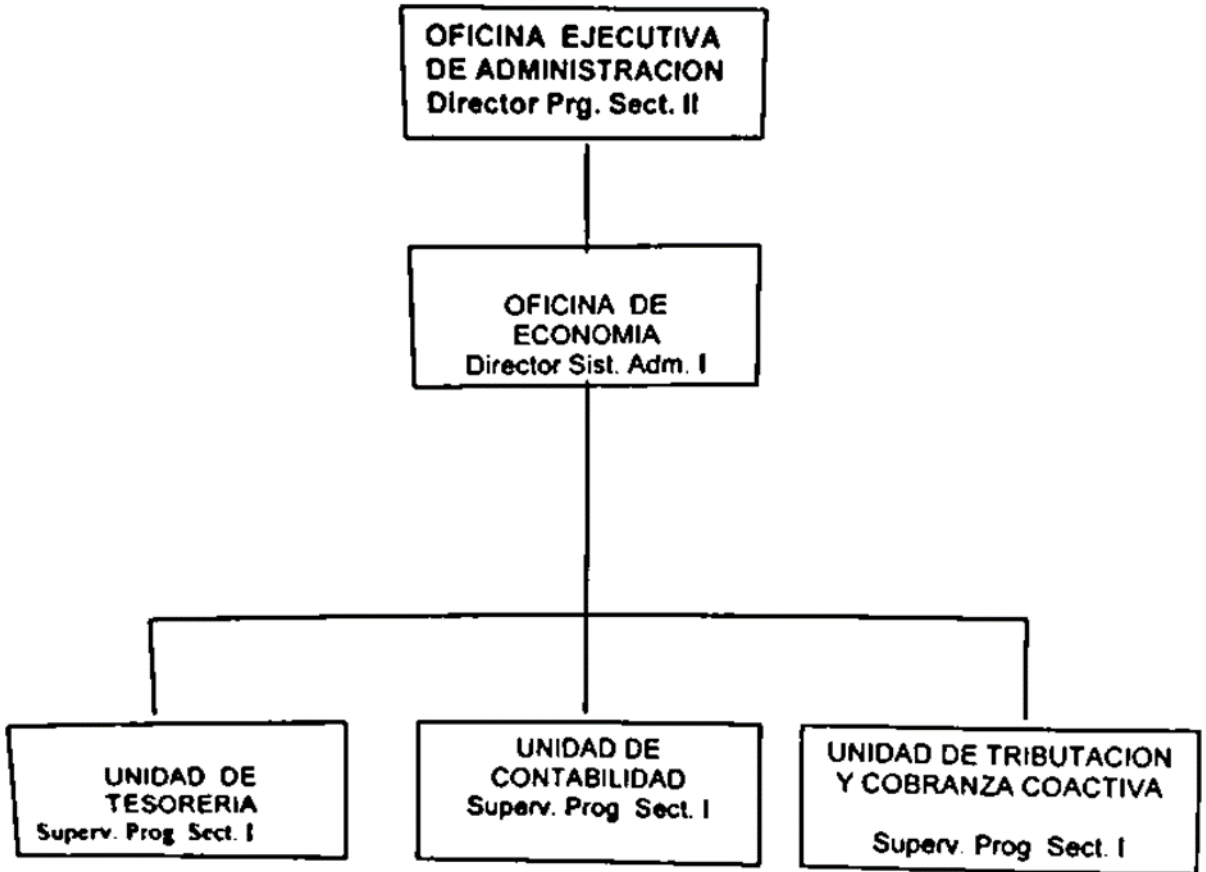 OFICINA EJECUTIVA
DE ADMINISTRACION
Director Prg. Sect. II
OFICINA DE
ECONOMIA
Director Sist. Adm. I
UNIDAD DE
TESORERIA
Superv. Prog Sect. I
UNIDAD DE
CONTABILIDAD
Superv. Prog Sect. I
UNIDAD DE TRIBUTACION
Y COBRANZA COACTIVA
Superv. Prog Sect. I